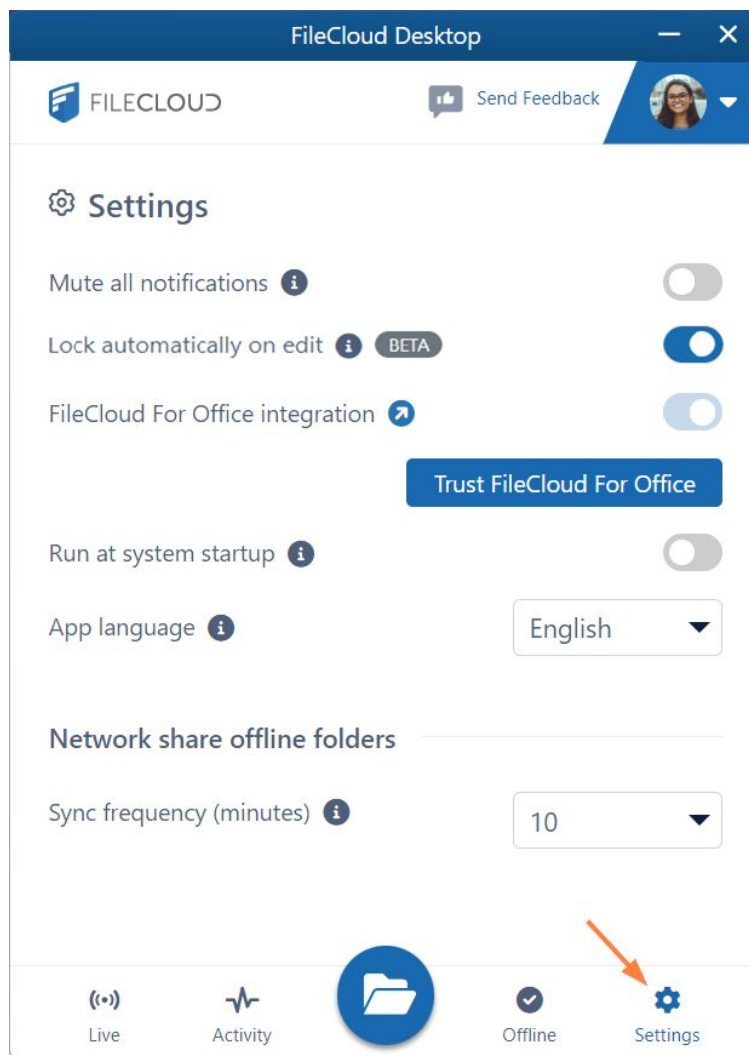 FileCloud Desktop
FILECLOUD
Send Feedback
Settings
Mute all notifications
Lock automatically on edit BETA
FileCloud For Office integration
Trust FileCloud For Office
Run at system startup
App language English
Network share offline folders
Sync frequency (minutes) 10
Live Activity Offline Settings